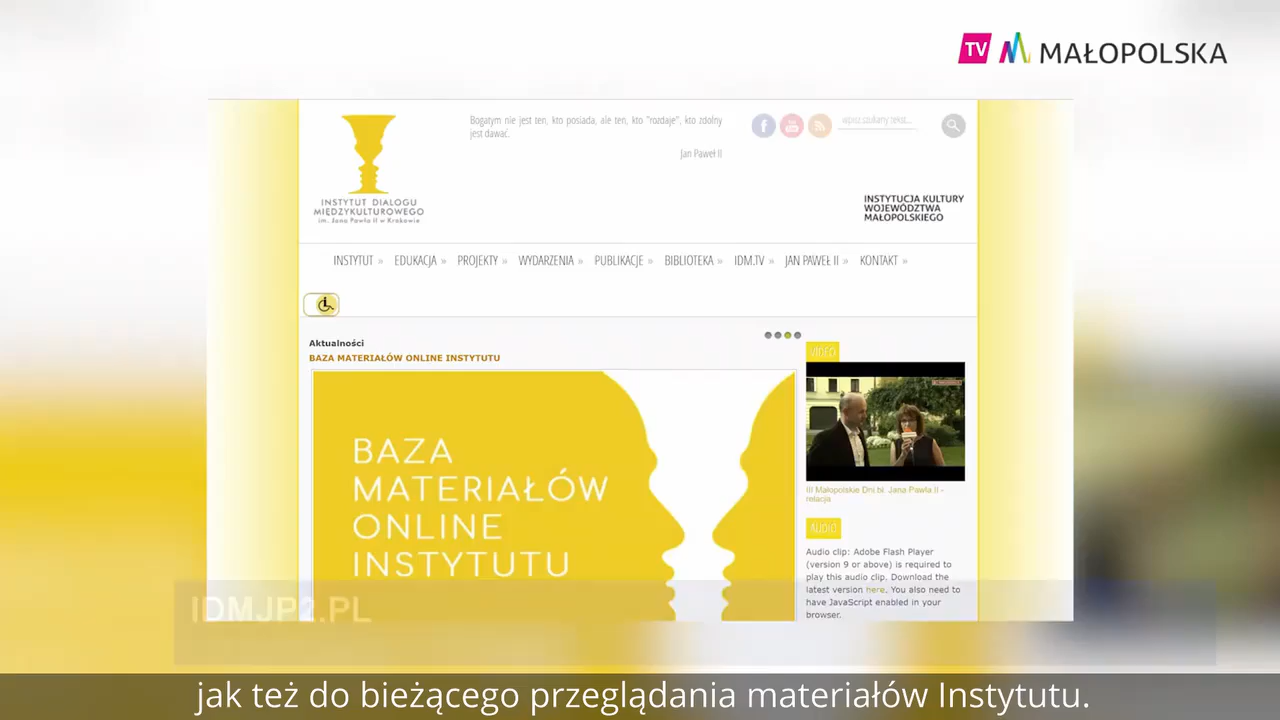 TV MAŁOPOLSKA
Bogatym nie jest ten, kto posiada, ale ten, kto "rozdaje", kto zdolny
jest dawać.
Jan Paweł II
wpisz szukany tekst...
INSTYTUT DIALOGU
MIĘDZYKULTUROWEGO
im. Jana Pawła II w Krakowie
INSTYTUCJA KULTURY
WOJEWÓDZTWA
MAŁOPOLSKIEGO
INSTYTUT » EDUKACJA » PROJEKTY » WYDARZENIA » PUBLIKACJE » BIBLIOTEKA » IDM.TV » JAN PAWEŁ II » KONTAKT »
Aktualności
BAZA MATERIAŁÓW ONLINE INSTYTUTU
BAZA
MATERIAŁÓW
ONLINE
INSTYTUTU
VIDEO
III Małopolskie Dni bł. Jana Pawła II -
relacja
AUDIO
Audio clip: Adobe Flash Player
(version 9 or above) is required to
play this audio clip. Download the
latest version here. You also need to
have JavaScript enabled in your
browser.
IDMJP2.PL
jak też do bieżącego przeglądania materiałów Instytutu.